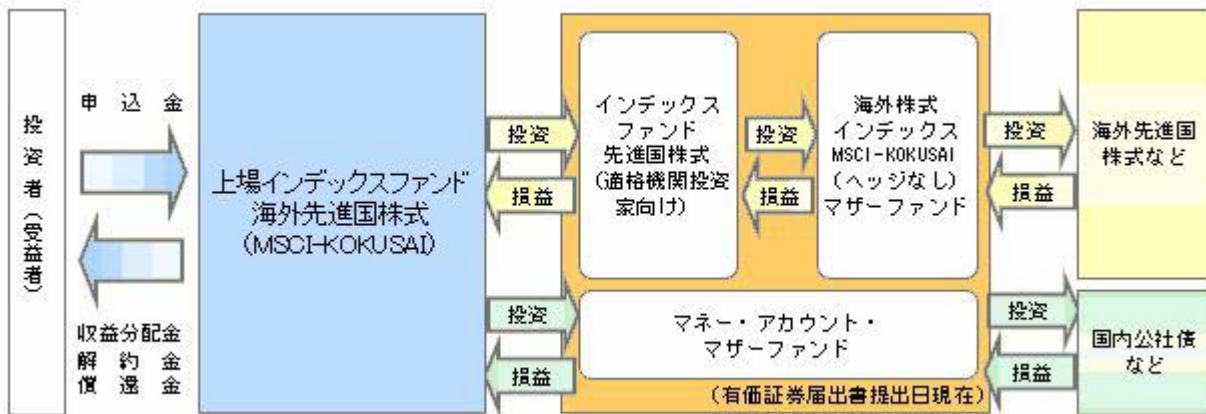 投資者(受益者)
申込金
収益分配金
解約金
償還金
上場インデックスファンド
海外先進国株式
(MSCI-KOKUSAI)
投資
損益
投資
損益
インデックス
ファンド
先進国株式
(適格機関投資
家向け)
投資
損益
海外株式
インデックス
MSCI-KOKUSAI
(ヘッジなし)
マザーファンド
マネー・アカウント・
マザーファンド
(有価証券届出書提出日現在)
投資
損益
投資
損益
海外先進国
株式など
国内公社債
など